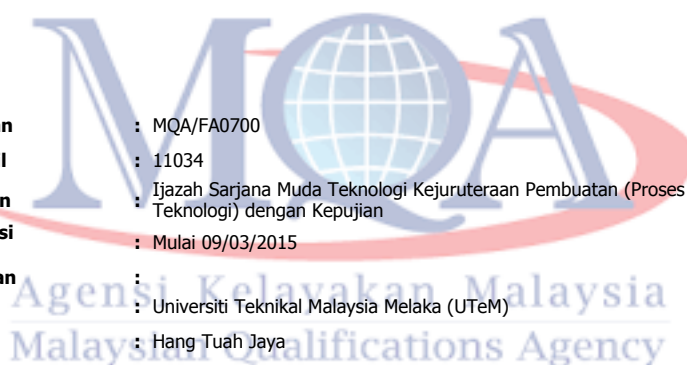 MQA
an : MQA/FA0700
l : 11034
n : Ijazah Sarjana Muda Teknologi Kejuruteraan Pembuatan (Proses
Teknologi) dengan Kepujian
si : Mulai 09/03/2015
an :
Agensi Kelayakan Malaysia
: Universiti Teknikal Malaysia Melaka (UTeM)
: Hang Tuah Jaya
Malaysian Qualifications Agency